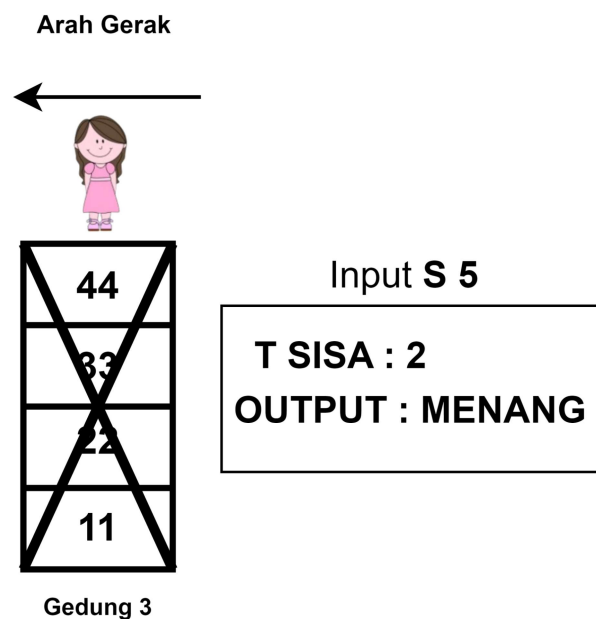 Arah Gerak
44
33
22
11
Gedung 3
Input S 5
T SISA : 2
OUTPUT : MENANG